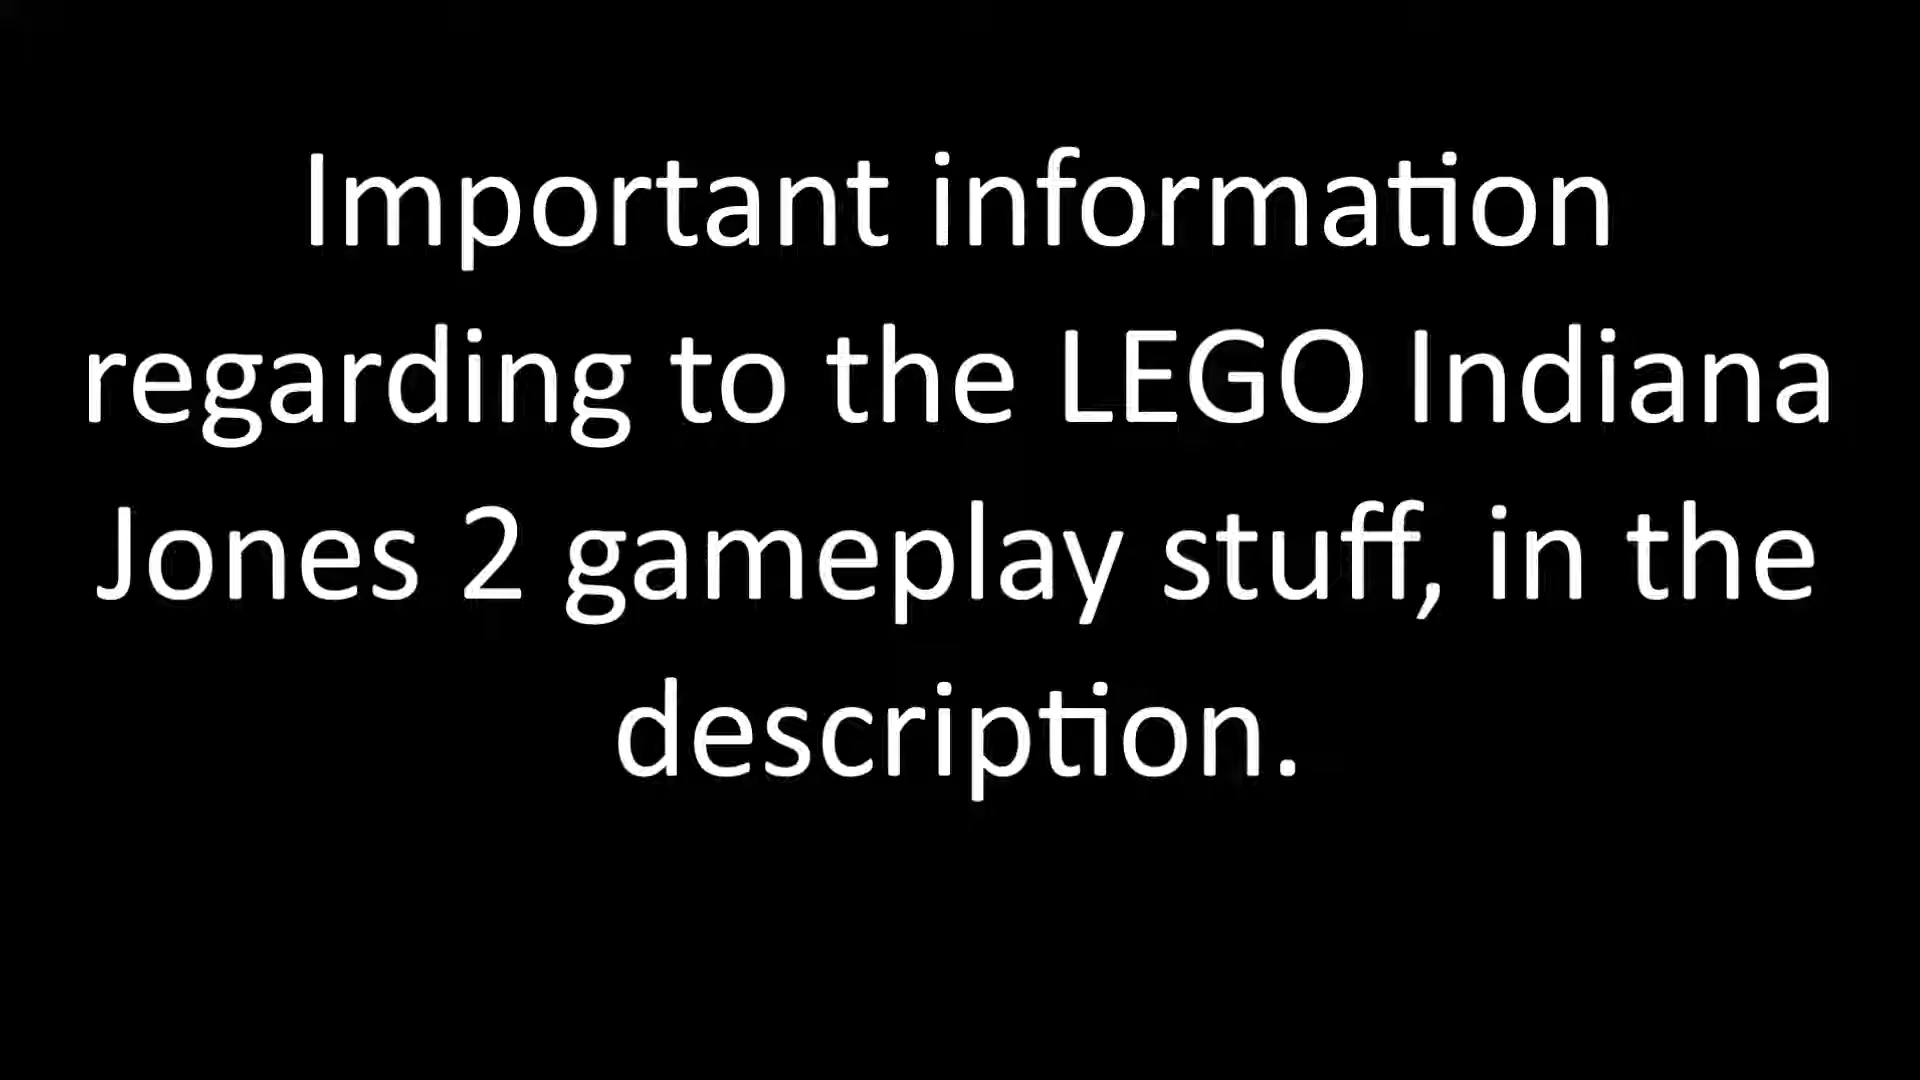 Important information
regarding to the LEGO Indiana
Jones 2 gameplay stuff, in the
description.